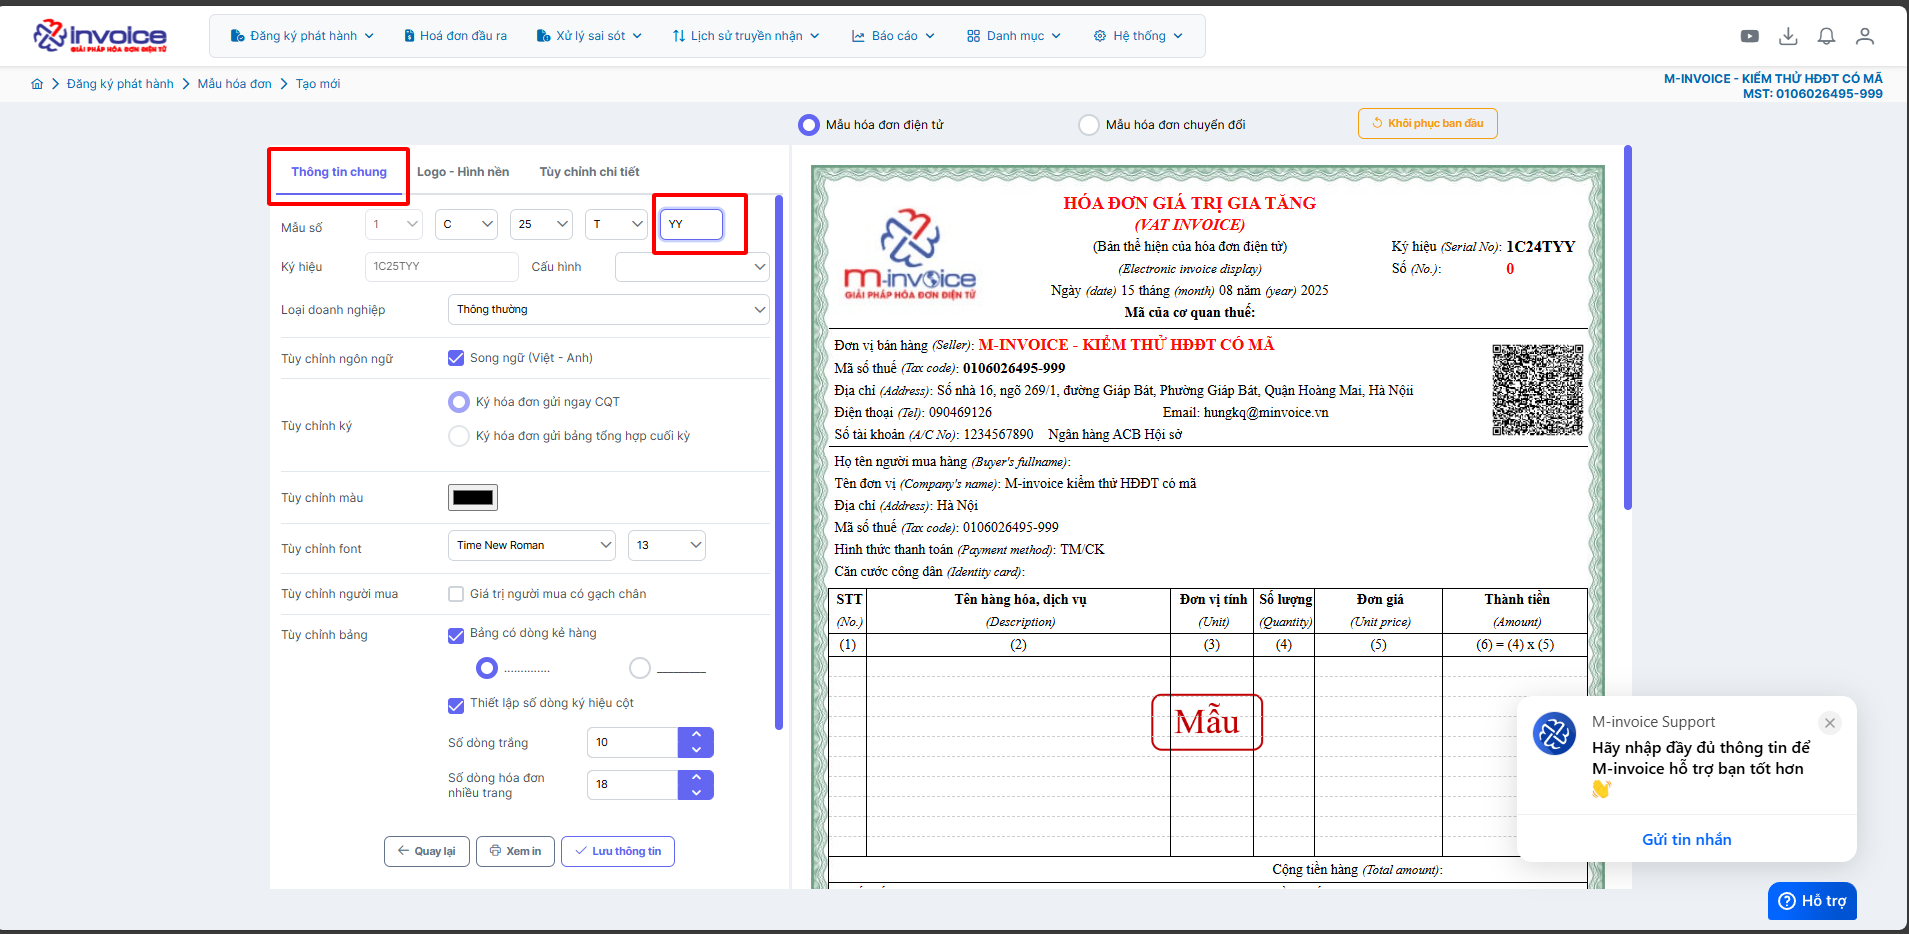 invoice
GIẢI PHÁP HÓA ĐƠN ĐIỆN TỬ
Đăng ký phát hành
Hoá đơn đầu ra
Xử lý sai sót
Lịch sử truyền nhận
Báo cáo
Danh mục
Hệ thống
Đăng ký phát hành
Mẫu hóa đơn
Tạo mới
M-INVOICE - KIỂM THỬ HĐĐT CÓ MÃ
MST: 0106026495-999
Mẫu hóa đơn điện tử
Mẫu hóa đơn chuyển đổi
Khôi phục ban đầu
Thông tin chung
Logo - Hình nền
Tùy chỉnh chi tiết
Mẫu số
1
C
25
T
YY
Ký hiệu
1C25TYY
Cấu hình
Loại doanh nghiệp
Thông thường
Tùy chỉnh ngôn ngữ
Song ngữ (Việt - Anh)
Tùy chỉnh ký
Ký hóa đơn gửi ngay CQT
Ký hóa đơn gửi bảng tổng hợp cuối kỳ
Tùy chỉnh màu
Tùy chỉnh font
Time New Roman
13
Tùy chỉnh người mua
Giá trị người mua có gạch chân
Tùy chỉnh bảng
Bảng có dòng kẻ hàng
..............
________
Thiết lập số dòng ký hiệu cột
Số dòng trắng
10
Số dòng hóa đơn
nhiều trang
18
Quay lại
Xem in
Lưu thông tin
m-invoice
GIẢI PHÁP HÓA ĐƠN ĐIỆN TỬ
HÓA ĐƠN GIÁ TRỊ GIA TĂNG
(VAT INVOICE)
(Bản thể hiện của hóa đơn điện tử)
(Electronic invoice display)
Ngày (date) 15 tháng (month) 08 năm (year) 2025
Mã của cơ quan thuế:
Ký hiệu (Serial No): 1C24TYY
Số (No.): 0
Đơn vị bán hàng (Seller): M-INVOICE - KIỂM THỬ HĐĐT CÓ MÃ
Mã số thuế (Tax code): 0106026495-999
Địa chỉ (Address): Số nhà 16, ngõ 269/1, đường Giáp Bát, Phường Giáp Bát, Quận Hoàng Mai, Hà Nộii
Điện thoại (Tel): 090469126 Email: hungkq@minvoice.vn
Số tài khoản (A/C No): 1234567890 Ngân hàng ACB Hội sở
Họ tên người mua hàng (Buyer's fullname):
Tên đơn vị (Company's name): M-invoice kiểm thử HĐĐT có mã
Địa chỉ (Address): Hà Nội
Mã số thuế (Tax code): 0106026495-999
Hình thức thanh toán (Payment method): TM/CK
Căn cước công dân (Identity card):
STT Tên hàng hóa, dịch vụ Đơn vị tính Số lượng Đơn giá Thành tiền
(No.) (Description) (Unit) (Quantity) (Unit price) (Amount)
(1) (2) (3) (4) (5) (6) = (4) x (5)
Mẫu
Cộng tiền hàng (Total amount):
M-invoice Support
Hãy nhập đầy đủ thông tin để
M-invoice hỗ trợ bạn tốt hơn
👋
Gửi tin nhắn
Hỗ trợ